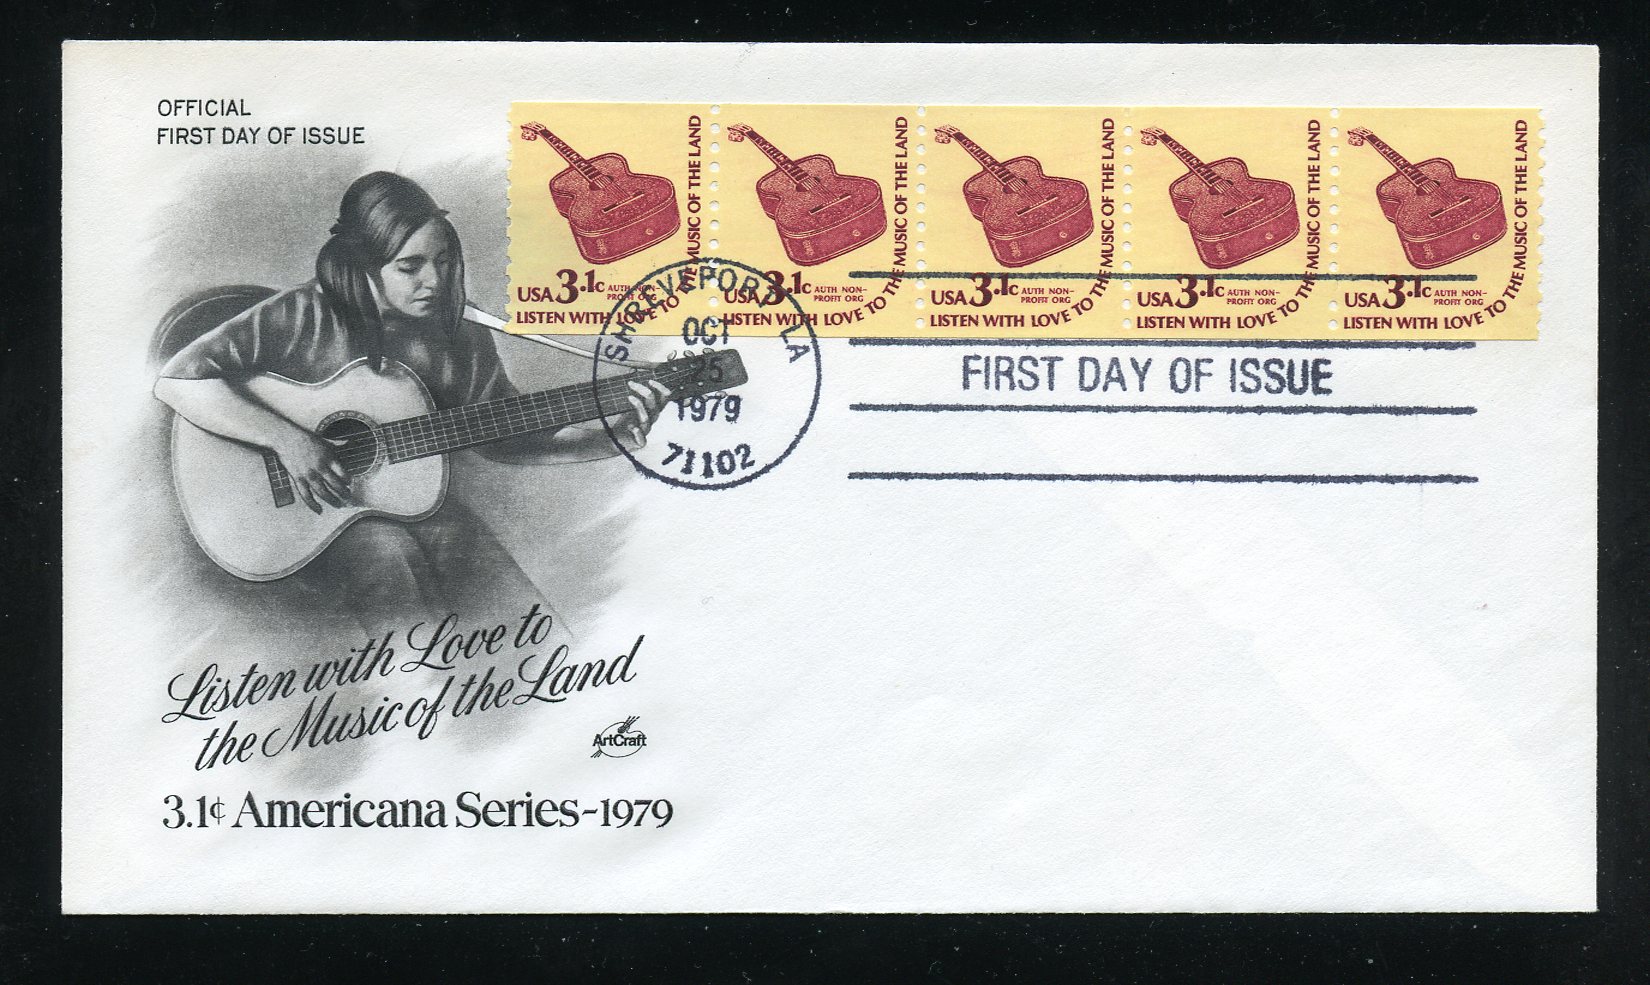 OFFICIAL
FIRST DAY OF ISSUE
USA 3.1c AUTH NON-
PROFIT ORG
LISTEN WITH LOVE TO THE MUSIC OF THE LAND
USA 3.1c AUTH NON-
PROFIT ORG
LISTEN WITH LOVE TO THE MUSIC OF THE LAND
USA 3.1c AUTH NON-
PROFIT ORG
LISTEN WITH LOVE TO THE MUSIC OF THE LAND
USA 3.1c AUTH NON-
PROFIT ORG
LISTEN WITH LOVE TO THE MUSIC OF THE LAND
USA 3.1c AUTH NON-
PROFIT ORG
LISTEN WITH LOVE TO THE MUSIC OF THE LAND
SHREVEPORT, LA
OCT
25
1979
71102
FIRST DAY OF ISSUE
Listen with Love to
the Music of the Land
ArtCraft
3.1¢ Americana Series-1979